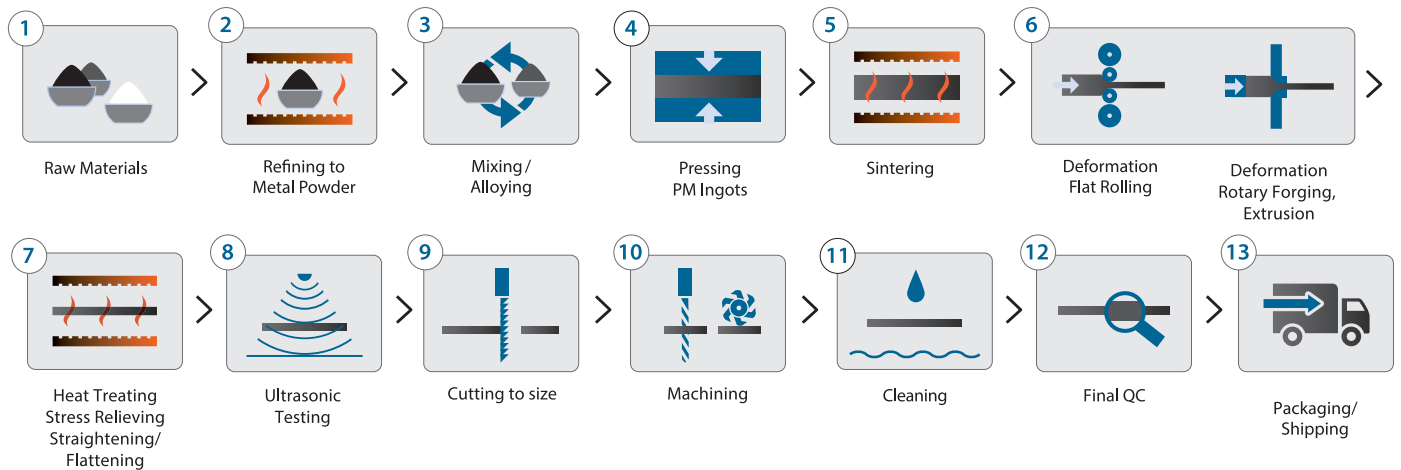 1
Raw Materials
2
Refining to
Metal Powder
3
Mixing /
Alloying
4
Pressing
PM Ingots
5
Sintering
6
Deformation
Flat Rolling
Deformation
Rotary Forging,
Extrusion
7
Heat Treating
Stress Relieving
Straightening/
Flattening
8
Ultrasonic
Testing
9
Cutting to size
10
Machining
11
Cleaning
12
Final QC
13
Packaging/
Shipping